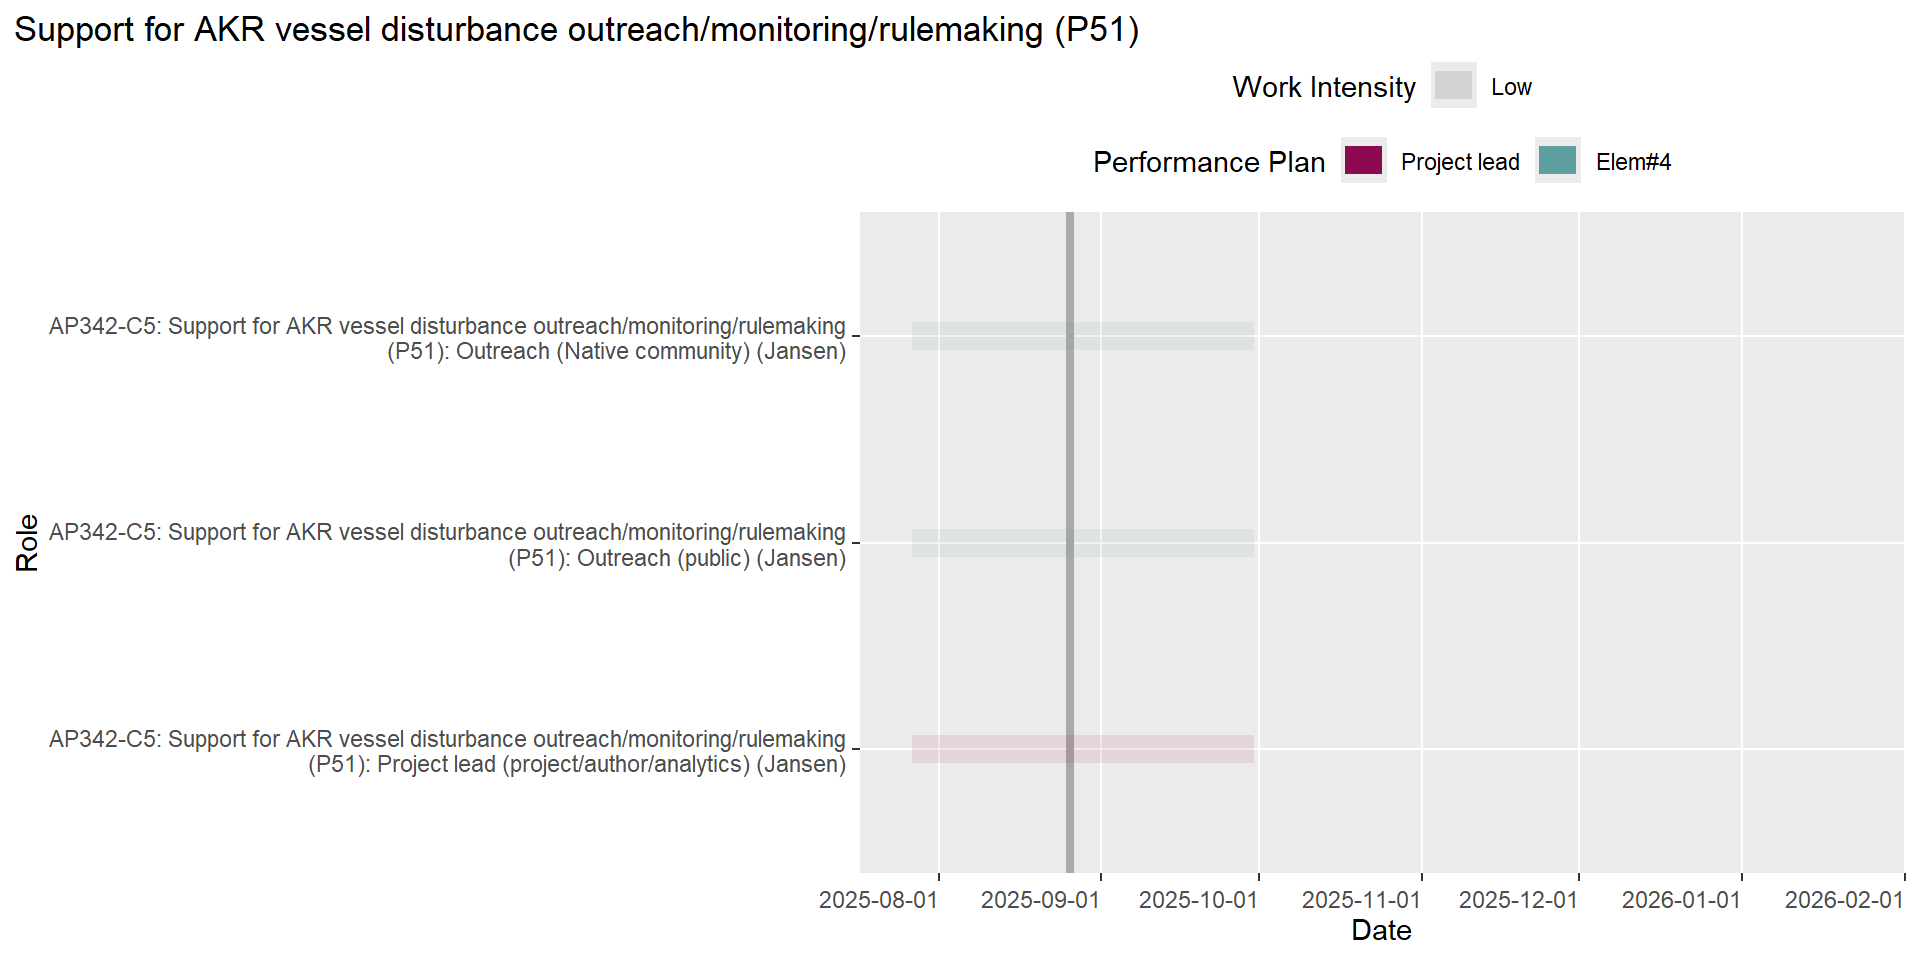 Support for AKR vessel disturbance outreach/monitoring/rulemaking (P51)
Work Intensity Low
Performance Plan Project lead Elem#4
Role
AP342-C5: Support for AKR vessel disturbance outreach/monitoring/rulemaking
(P51): Outreach (Native community) (Jansen)
AP342-C5: Support for AKR vessel disturbance outreach/monitoring/rulemaking
(P51): Outreach (public) (Jansen)
AP342-C5: Support for AKR vessel disturbance outreach/monitoring/rulemaking
(P51): Project lead (project/author/analytics) (Jansen)
2025-08-01 2025-09-01 2025-10-01 2025-11-01 2025-12-01 2026-01-01 2026-02-01
Date